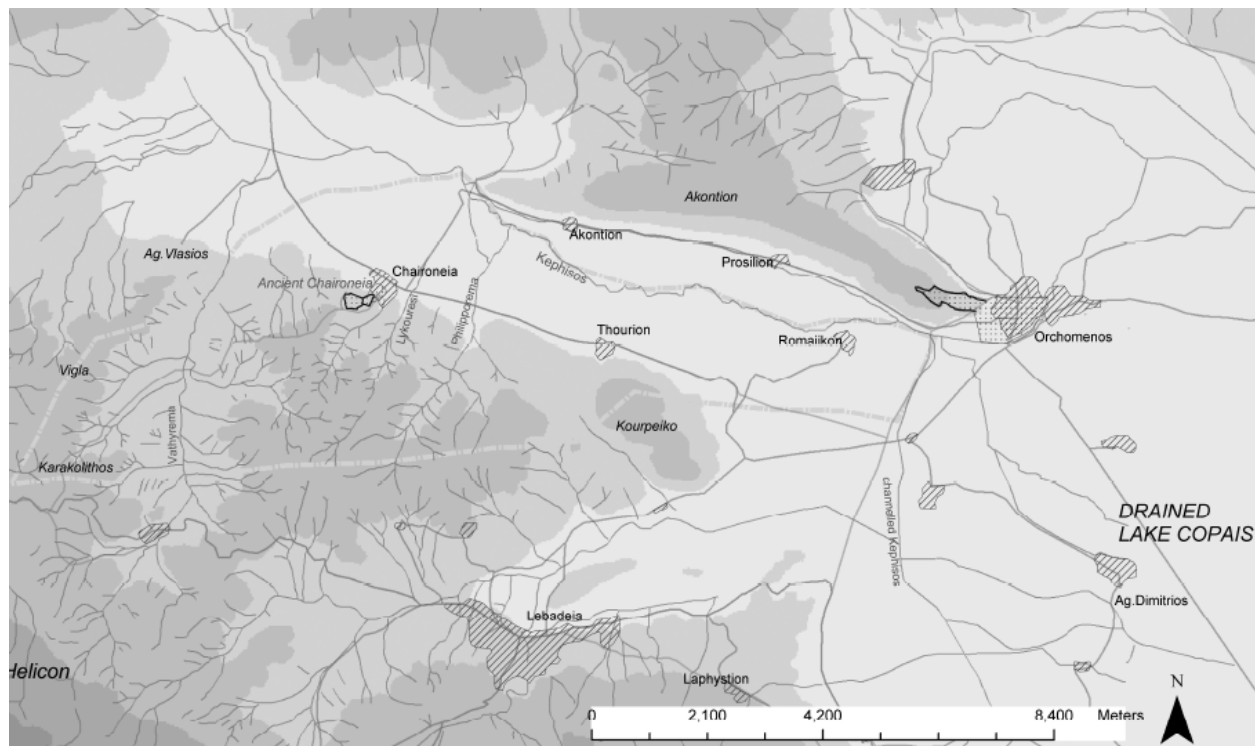 Akontion
Akontion
Prosilion
Kephisos
Ag.Vlasios
Ancient Chaironeia
Chaironeia
Lykouresi
Philipporema
Thourion
Romaiikon
Orchomenos
Vigla
Kourpeiko
Vathyrema
Karakolithos
channelled Kephisos
DRAINED
LAKE COPAIS
Ag.Dimitrios
Lebadeia
Helicon
Laphystion
N
0 2,100 4,200 8,400 Meters